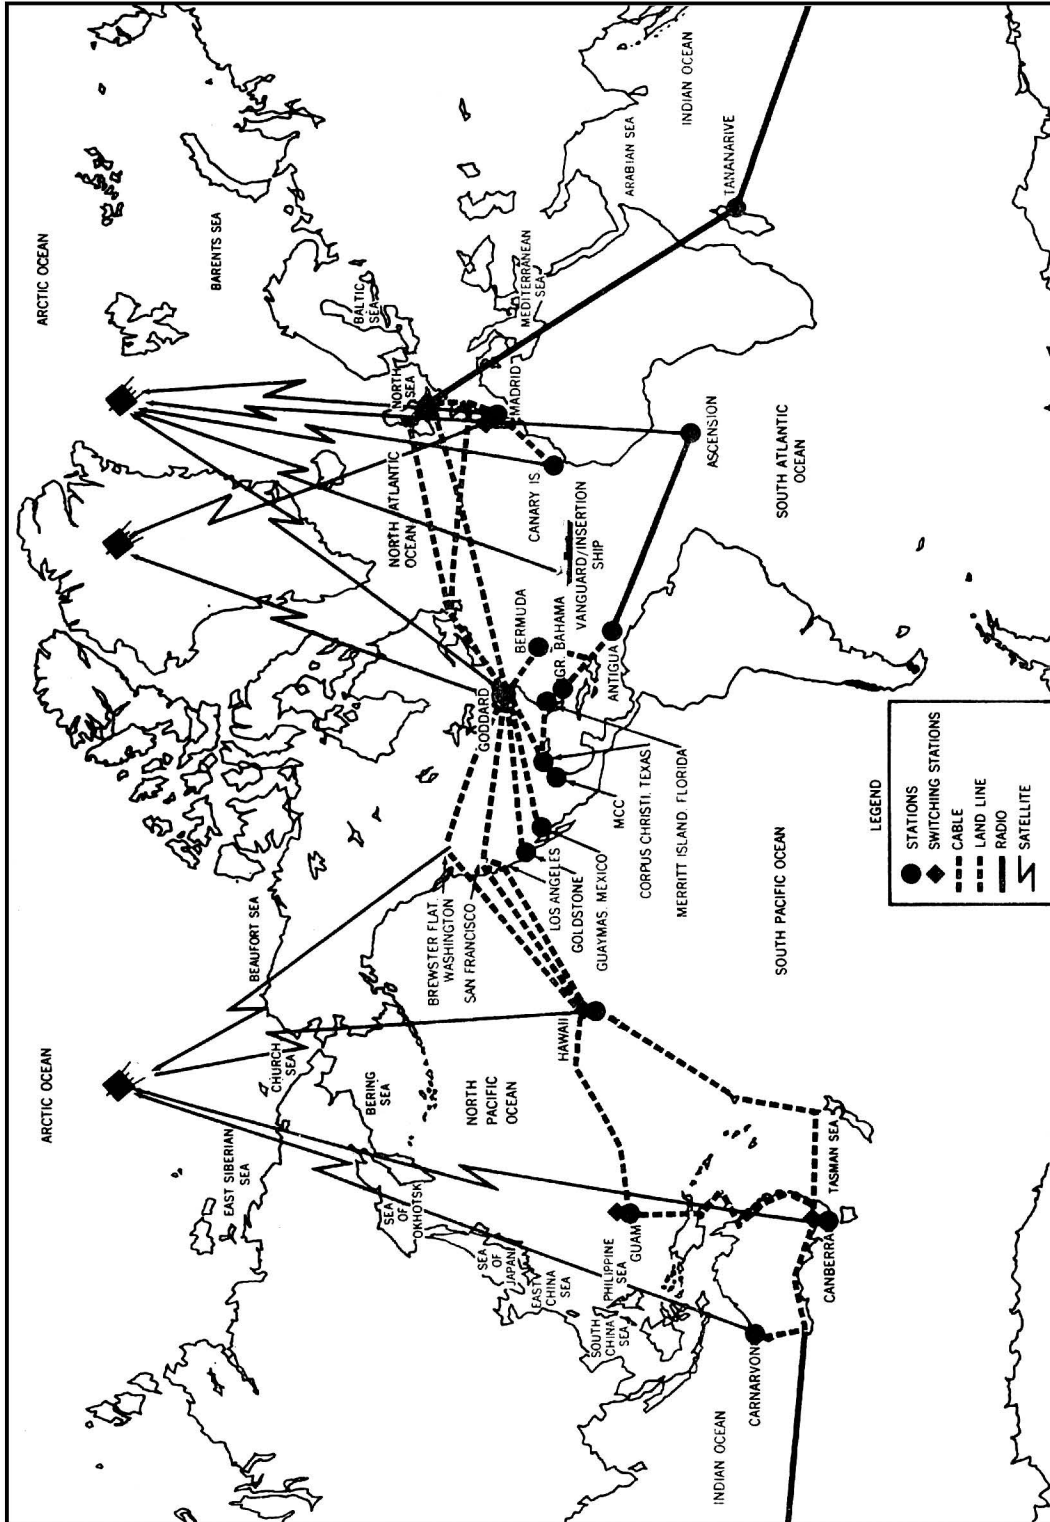 ARCTIC OCEAN
ARCTIC OCEAN
EAST SIBERIAN
SEA
CHURCH
SEA
BEAUFORT SEA
BARENTS SEA
BERING
SEA
SEA
OF
OKHOTSK
SEA
OF
JAPAN
EAST
CHINA
SEA
SOUTH
CHINA
SEA
PHILIPPINE
SEA
NORTH
PACIFIC
OCEAN
BALTIC
SEA
NORTH
SEA
NORTH ATLANTIC
OCEAN
MEDITERRANEAN
SEA
ARABIAN SEA
INDIAN OCEAN
INDIAN OCEAN
GUAM
HAWAII
BREWSTER FLAT,
WASHINGTON
SAN FRANCISCO
LOS ANGELES
GOLDSTONE
GUAYMAS, MEXICO
MCC
CORPUS CHRISTI, TEXAS
MERRITT ISLAND, FLORIDA
GODDARD
BERMUDA
GR. BAHAMA
ANTIGUA
VANGUARD/INSERTION
SHIP
CANARY IS
MADRID
ASCENSION
TANANARIVE
CARNARVON
CANBERRA
TASMAN SEA
SOUTH PACIFIC OCEAN
SOUTH ATLANTIC
OCEAN
LEGEND
STATIONS
SWITCHING STATIONS
CABLE
LAND LINE
RADIO
SATELLITE